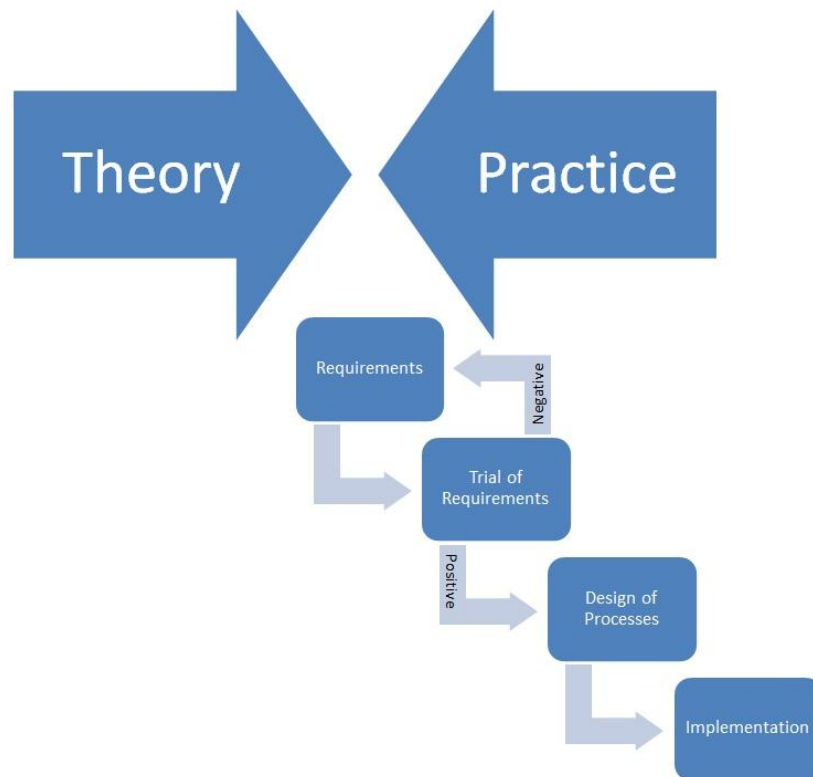 Theory
Practice
Requirements
Negative
Trial of
Requirements
Positive
Design of
Processes
Implementation